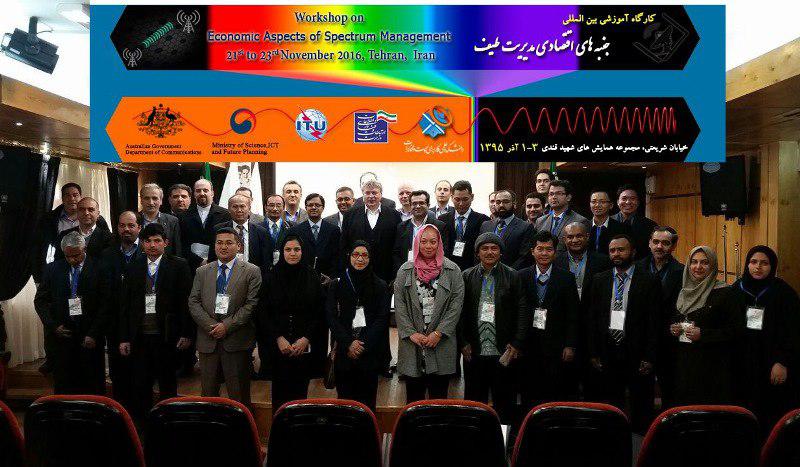 Workshop on
Economic Aspects of Spectrum Management
21st to 23rd November 2016, Tehran, Iran
کارگاه آموزشی بین المللی
جنبه های اقتصادی مدیریت طیف
Australian Government
Department of Communications
Ministry of Science, ICT
and Future Planning
ITU
خیابان شریعتی، مجموعه همایش های شهید قندی ۳-۱ آذر ۱۳۹۵